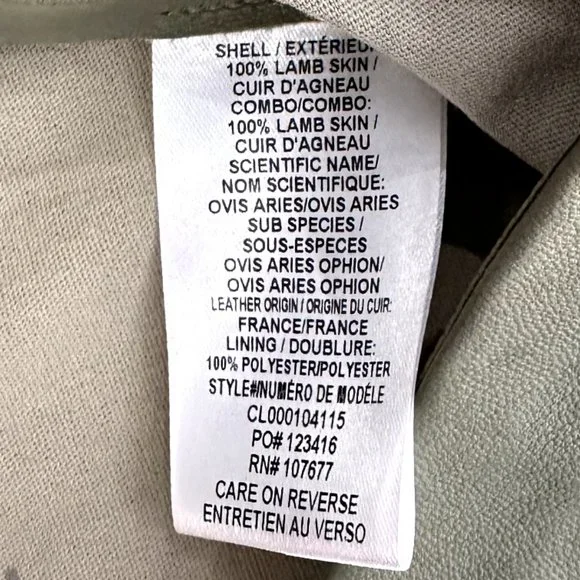 SHELL / EXTÉRIEUR
100% LAMB SKIN /
CUIR D'AGNEAU
COMBO/COMBO:
100% LAMB SKIN /
CUIR D'AGNEAU
SCIENTIFIC NAME/
NOM SCIENTIFIQUE:
OVIS ARIES/OVIS ARIES
SUB SPECIES /
SOUS-ESPECES
OVIS ARIES OPHION/
OVIS ARIES OPHION
LEATHER ORIGIN / ORIGINE DU CUIR:
FRANCE/FRANCE
LINING / DOUBLURE:
100% POLYESTER/POLYESTER
STYLE#/NUMÉRO DE MODÉLE
CL000104115
PO# 123416
RN# 107677
CARE ON REVERSE
ENTRETIEN AU VERSO